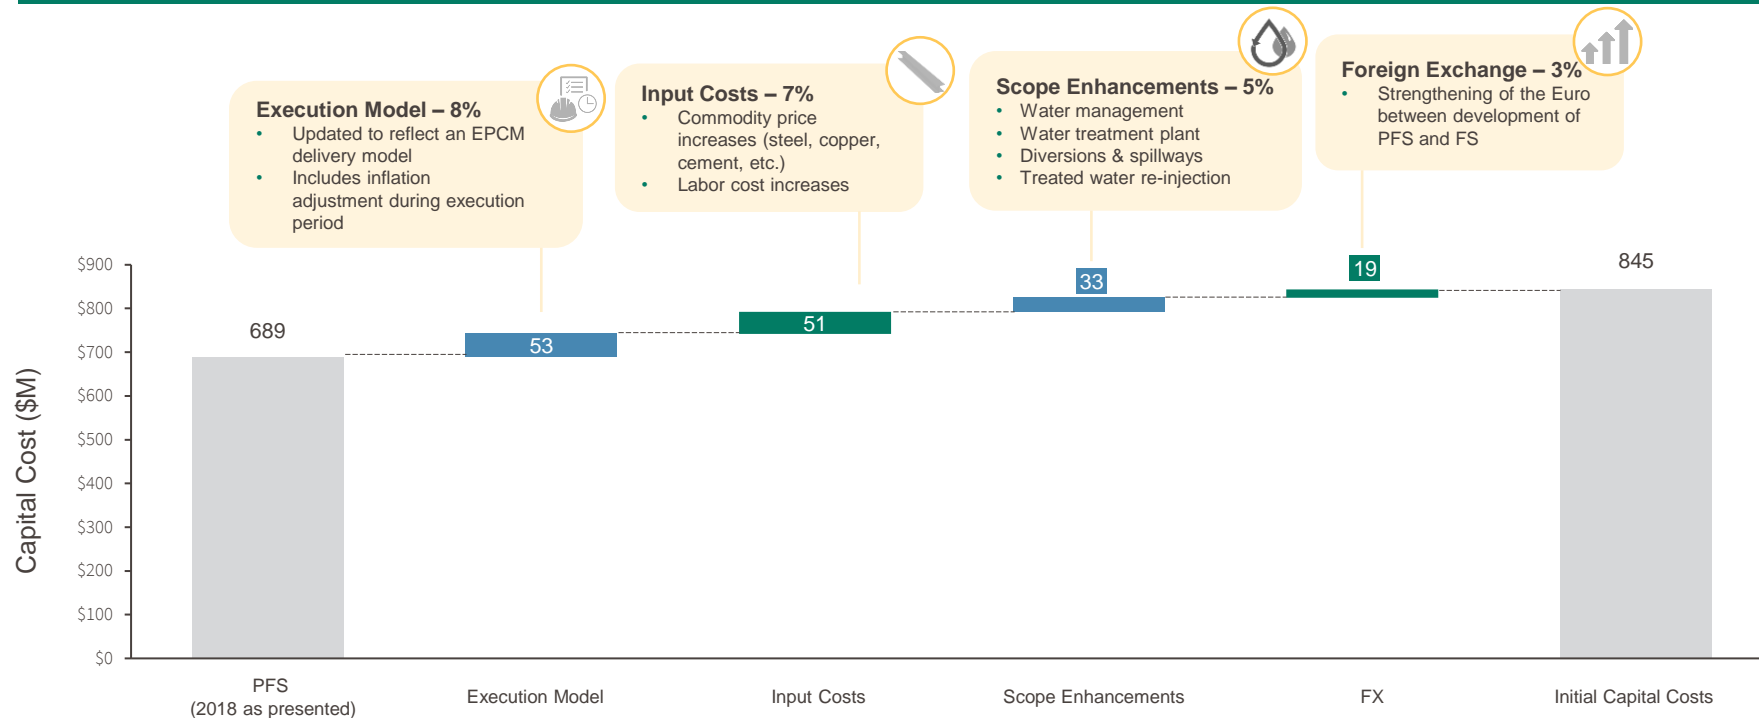 Execution Model – 8%
• Updated to reflect an EPCM
delivery model
• Includes inflation
adjustment during execution
period
Input Costs – 7%
• Commodity price
increases (steel, copper,
cement, etc.)
• Labor cost increases
Scope Enhancements – 5%
• Water management
• Water treatment plant
• Diversions & spillways
• Treated water re-injection
Foreign Exchange – 3%
• Strengthening of the Euro
between development of
PFS and FS
Capital Cost ($M)
$900
$800
$700
$600
$500
$400
$300
$200
$100
$0
689
53
51
33
19
845
PFS
(2018 as presented)
Execution Model
Input Costs
Scope Enhancements
FX
Initial Capital Costs